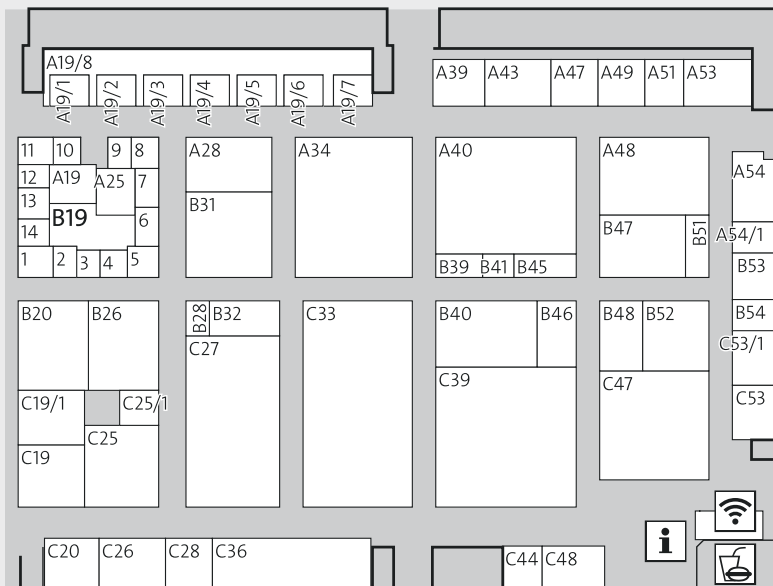 A19/8
A19/1
A19/2
A19/3
A19/4
A19/5
A19/6
A19/7
A39
A43
A47
A49
A51
A53
11
10
9
8
12
A19
A25
7
13
B19
6
14
1
2
3
4
5
A28
B31
A34
A40
B39
B41
B45
A48
B47
B51
A54
A54/1
B53
B54
C53/1
C53
B20
B26
C19/1
C25/1
C25
C19
B28
B32
C27
C33
B40
B46
C39
B48
B52
C47
i
C20
C26
C28
C36
C44
C48